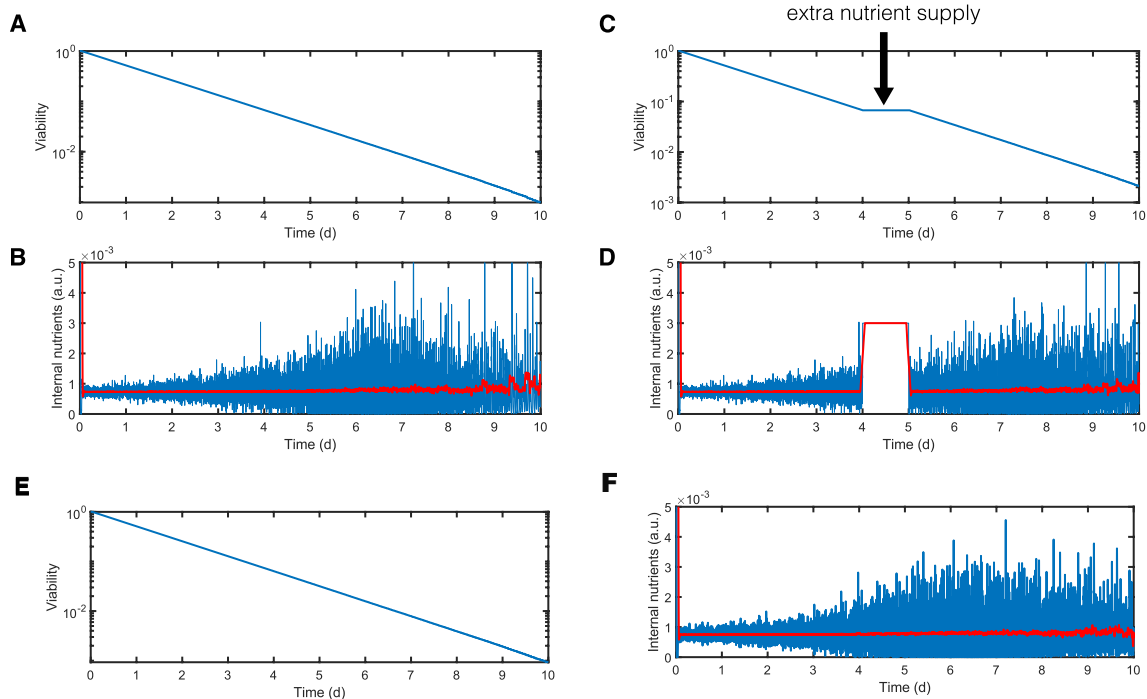 A
10⁰
10⁻²
Viability
0 1 2 3 4 5 6 7 8 9 10
Time (d)
extra nutrient supply
C
10⁰
10⁻¹
10⁻²
10⁻³
Viability
0 1 2 3 4 5 6 7 8 9 10
Time (d)
B
×10⁻³
5
4
3
2
1
0
Internal nutrients (a.u.)
0 1 2 3 4 5 6 7 8 9 10
Time (d)
D
×10⁻³
5
4
3
2
1
0
Internal nutrients (a.u.)
0 1 2 3 4 5 6 7 8 9 10
Time (d)
E
10⁰
10⁻²
Viability
0 1 2 3 4 5 6 7 8 9 10
Time (d)
F
×10⁻³
5
4
3
2
1
0
Internal nutrients (a.u.)
0 1 2 3 4 5 6 7 8 9 10
Time (d)